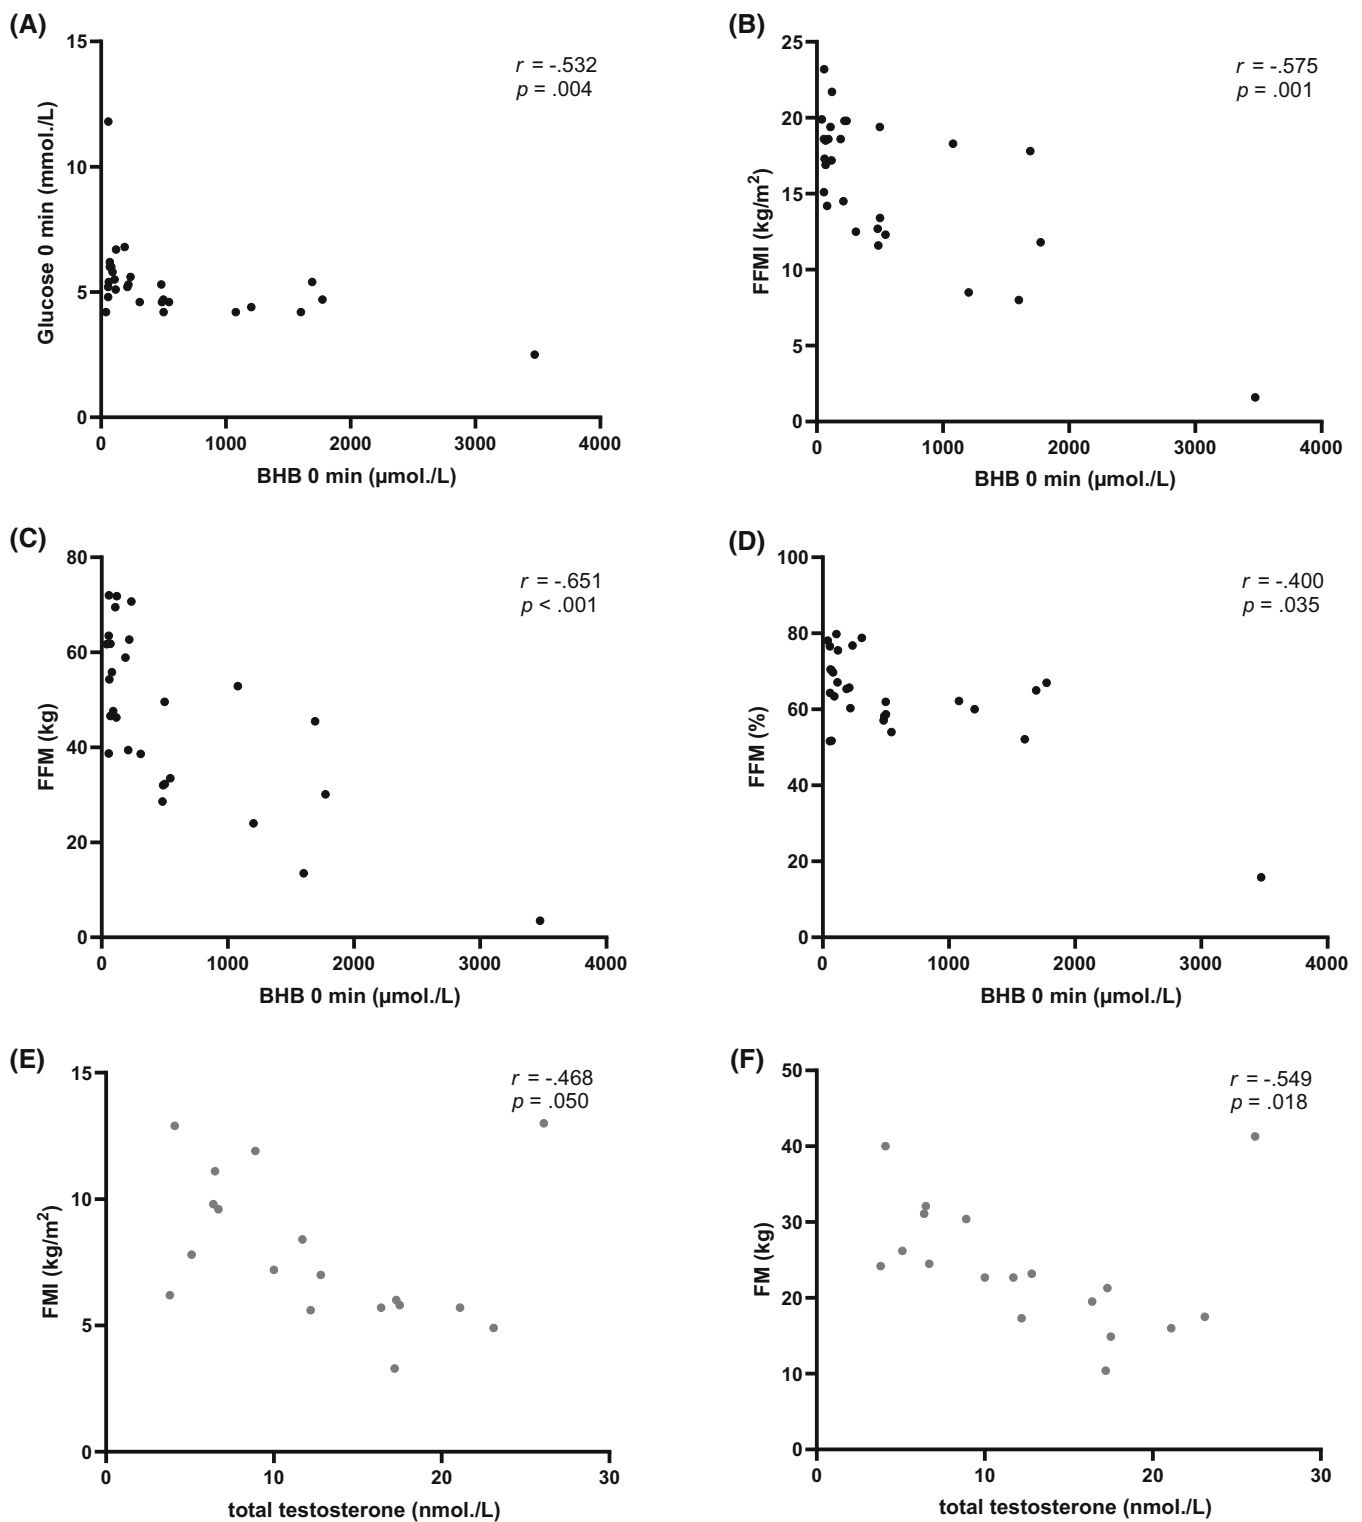 (A)
15
10
5
0
Glucose 0 min (mmol./L)
r = -.532
p = .004
0 1000 2000 3000 4000
BHB 0 min (µmol./L)
(B)
25
20
15
10
5
0
FFMI (kg/m2)
r = -.575
p = .001
0 1000 2000 3000 4000
BHB 0 min (µmol./L)
(C)
80
60
40
20
0
FFM (kg)
r = -.651
p < .001
0 1000 2000 3000 4000
BHB 0 min (µmol./L)
(D)
100
80
60
40
20
0
FFM (%)
r = -.400
p = .035
0 1000 2000 3000 4000
BHB 0 min (µmol./L)
(E)
15
10
5
0
FMI (kg/m2)
r = -.468
p = .050
0 10 20 30
total testosterone (nmol./L)
(F)
50
40
30
20
10
0
FM (kg)
r = -.549
p = .018
0 10 20 30
total testosterone (nmol./L)